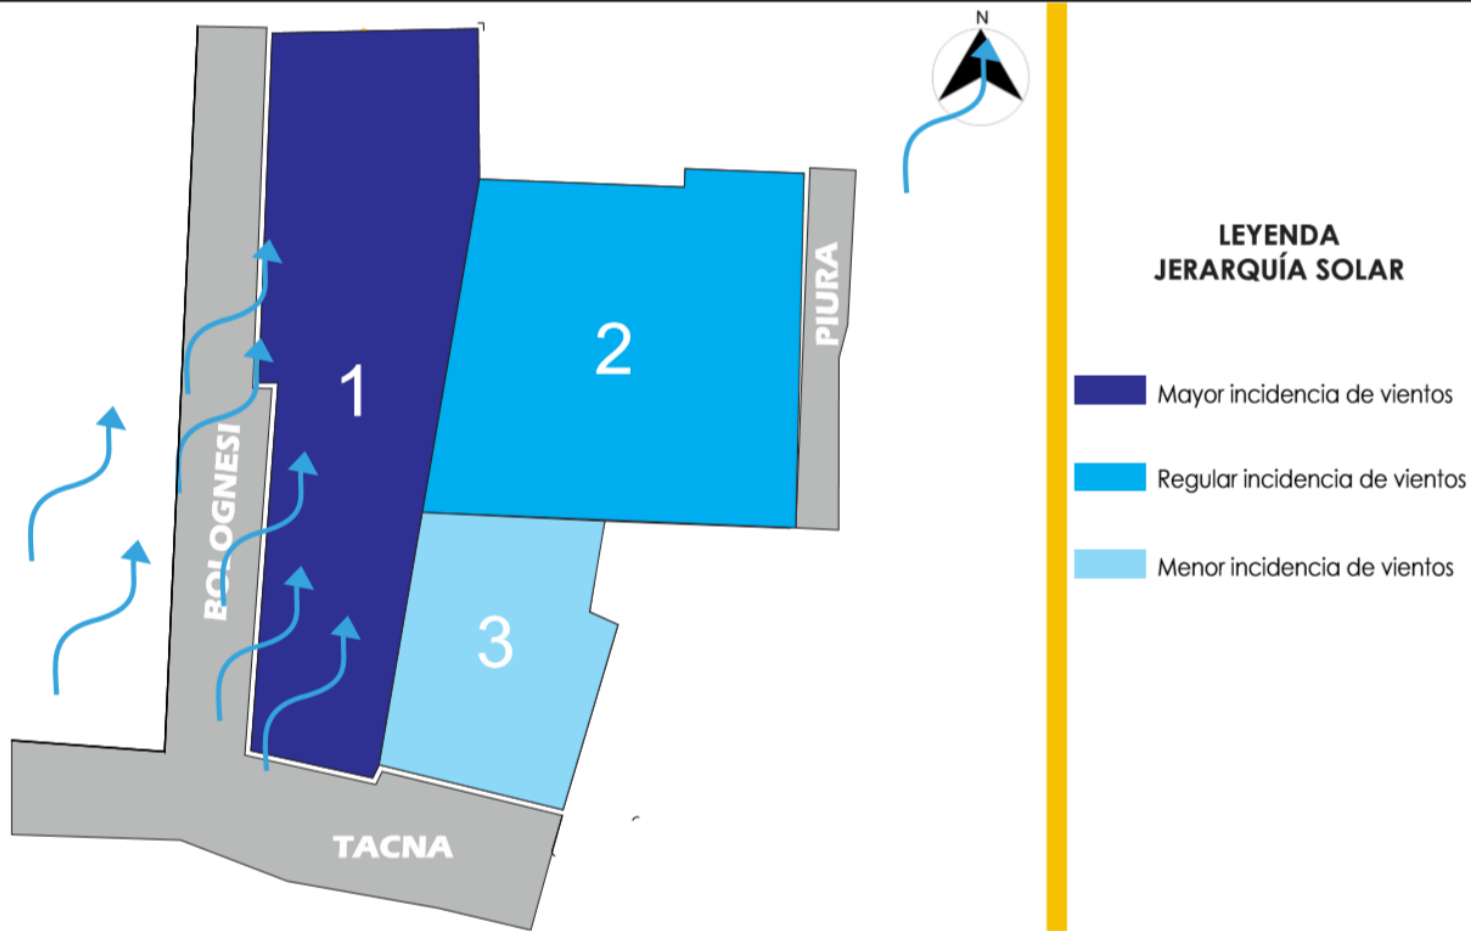 N
LEYENDA
JERARQUÍA SOLAR
PIURA
2
1
Mayor incidencia de vientos
BOLOGNESI
Regular incidencia de vientos
Menor incidencia de vientos
3
TACNA